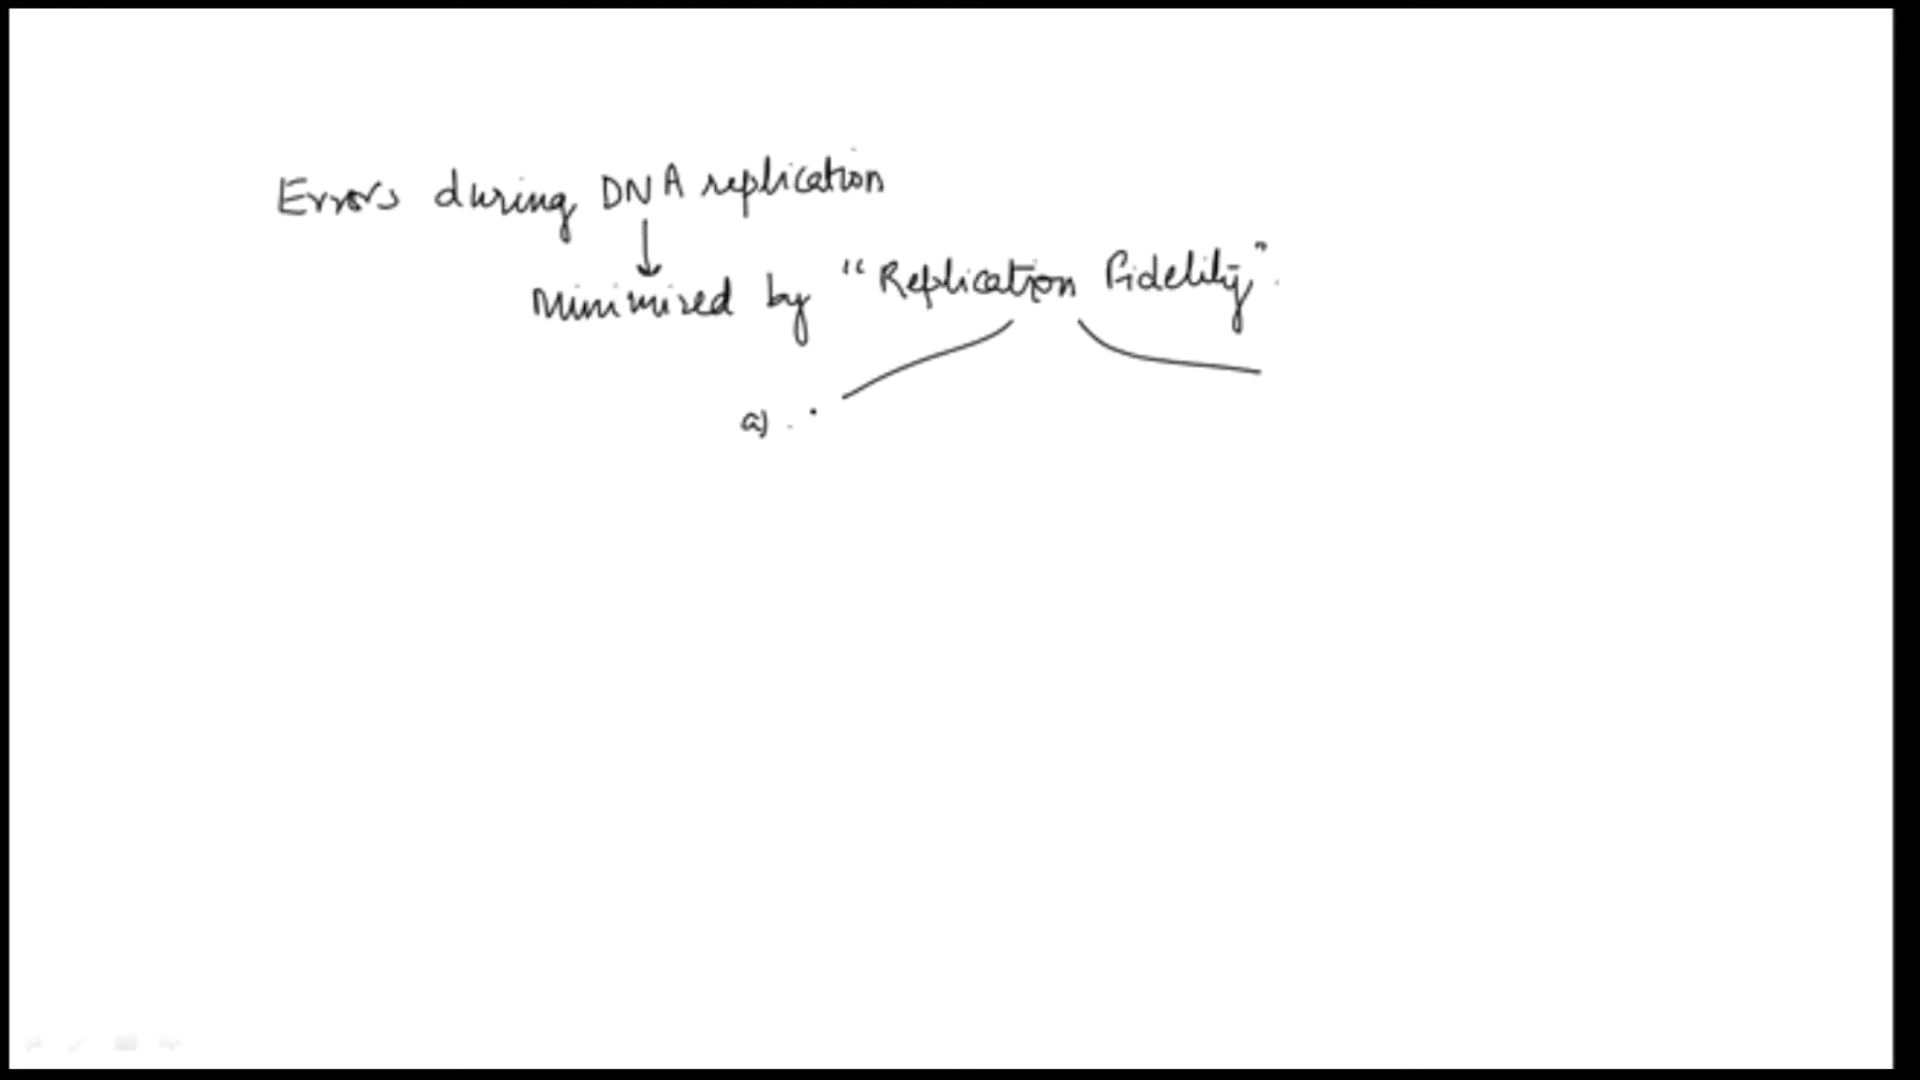 Errors during DNA replication
minimized by "Replication fidelity".
a).